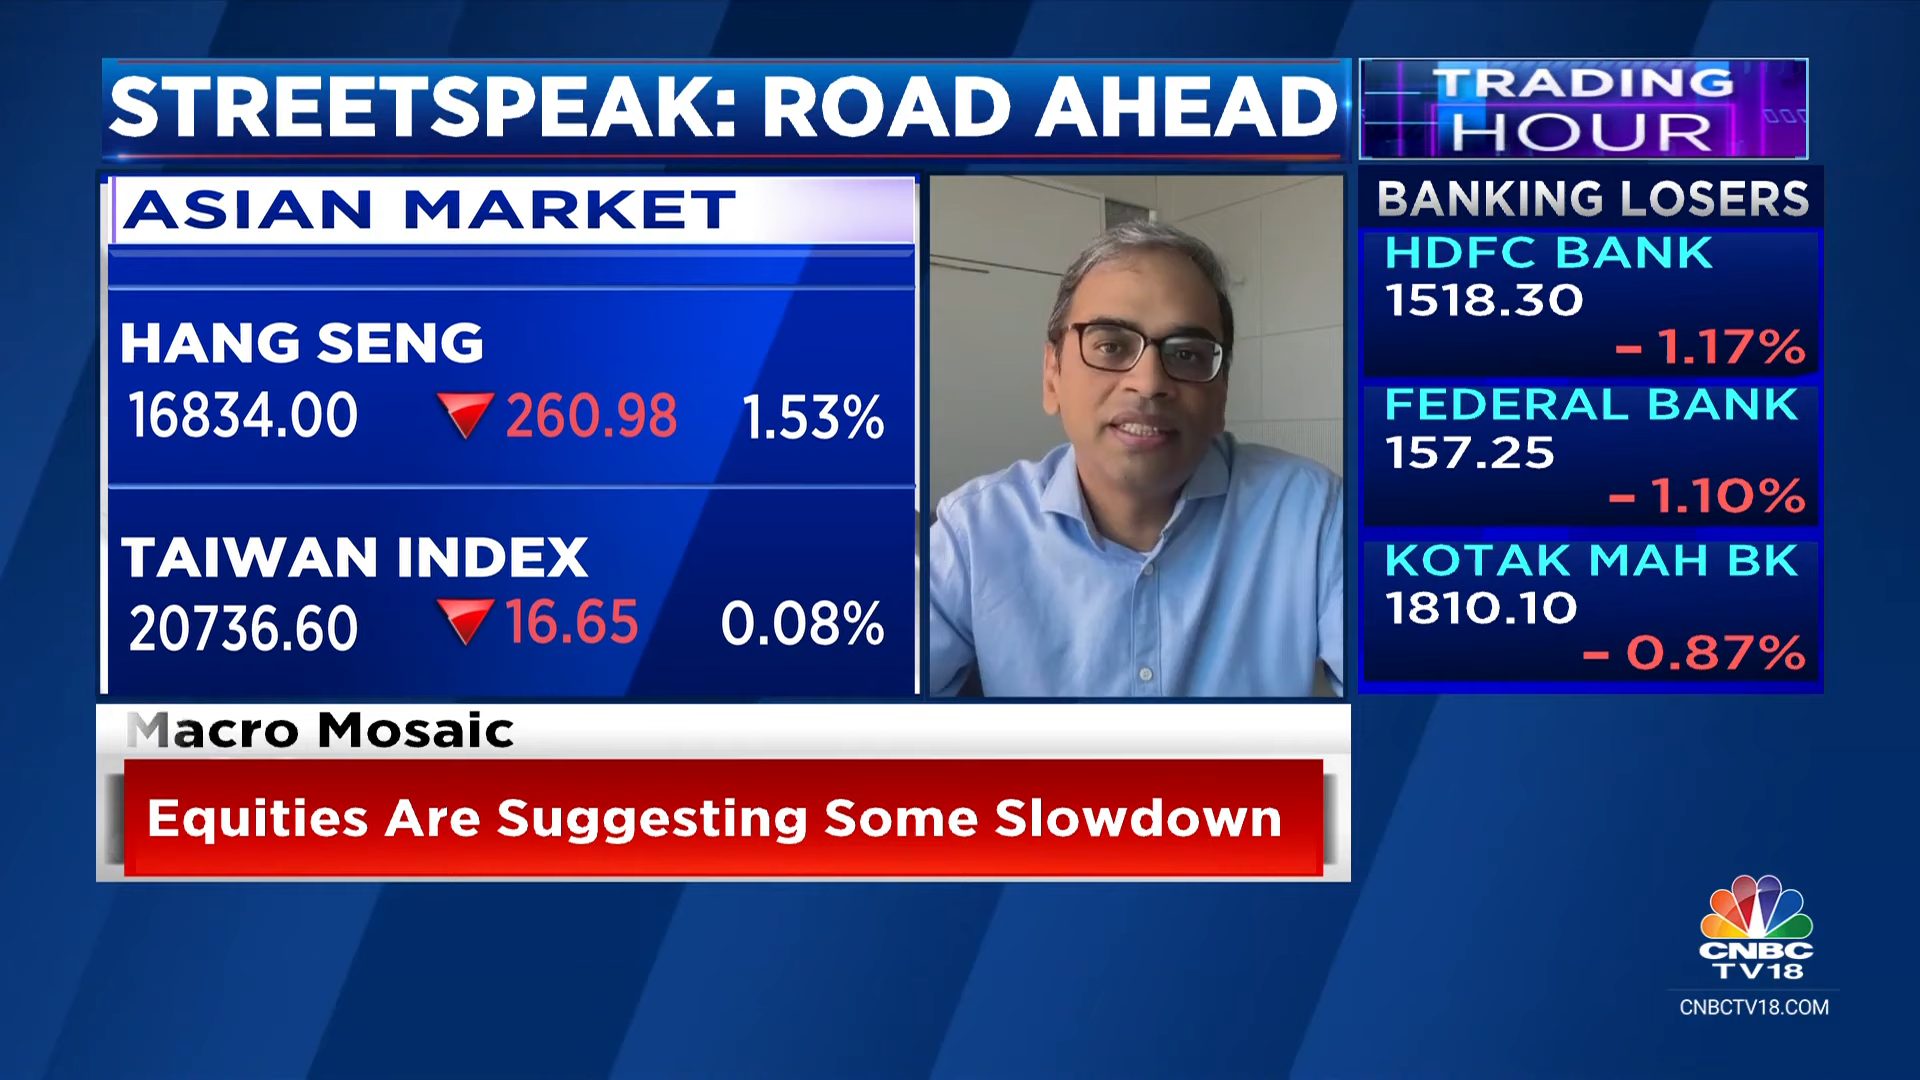 STREETSPEAK: ROAD AHEAD
TRADING
HOUR
ASIAN MARKET
HANG SENG
16834.00 ▼ 260.98 1.53%
TAIWAN INDEX
20736.60 ▼ 16.65 0.08%
BANKING LOSERS
HDFC BANK
1518.30
– 1.17%
FEDERAL BANK
157.25
– 1.10%
KOTAK MAH BK
1810.10
– 0.87%
Macro Mosaic
Equities Are Suggesting Some Slowdown
CNBC
TV18
CNBCTV18.COM